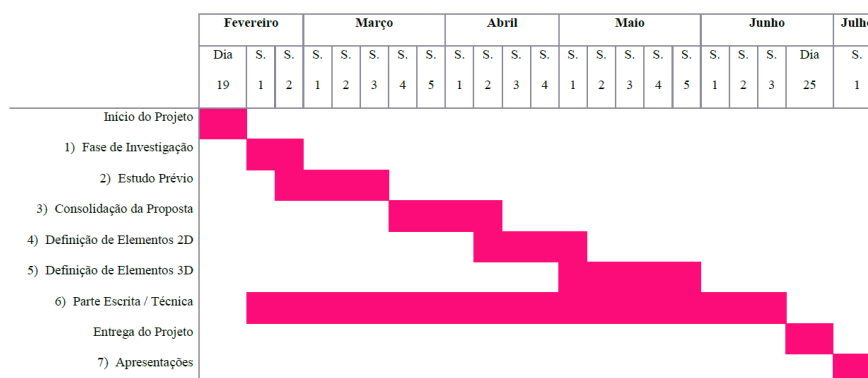 Fevereiro Março Abril Maio Junho Julho
Dia S. S. S. S. S. S. S. S. S. S. S. S. S. S. S. S. S. S. S. Dia S.
19 1 2 1 2 3 4 5 1 2 3 4 1 2 3 4 5 1 2 3 25 1
Início do Projeto
1) Fase de Investigação
2) Estudo Prévio
3) Consolidação da Proposta
4) Definição de Elementos 2D
5) Definição de Elementos 3D
6) Parte Escrita / Técnica
Entrega do Projeto
7) Apresentações